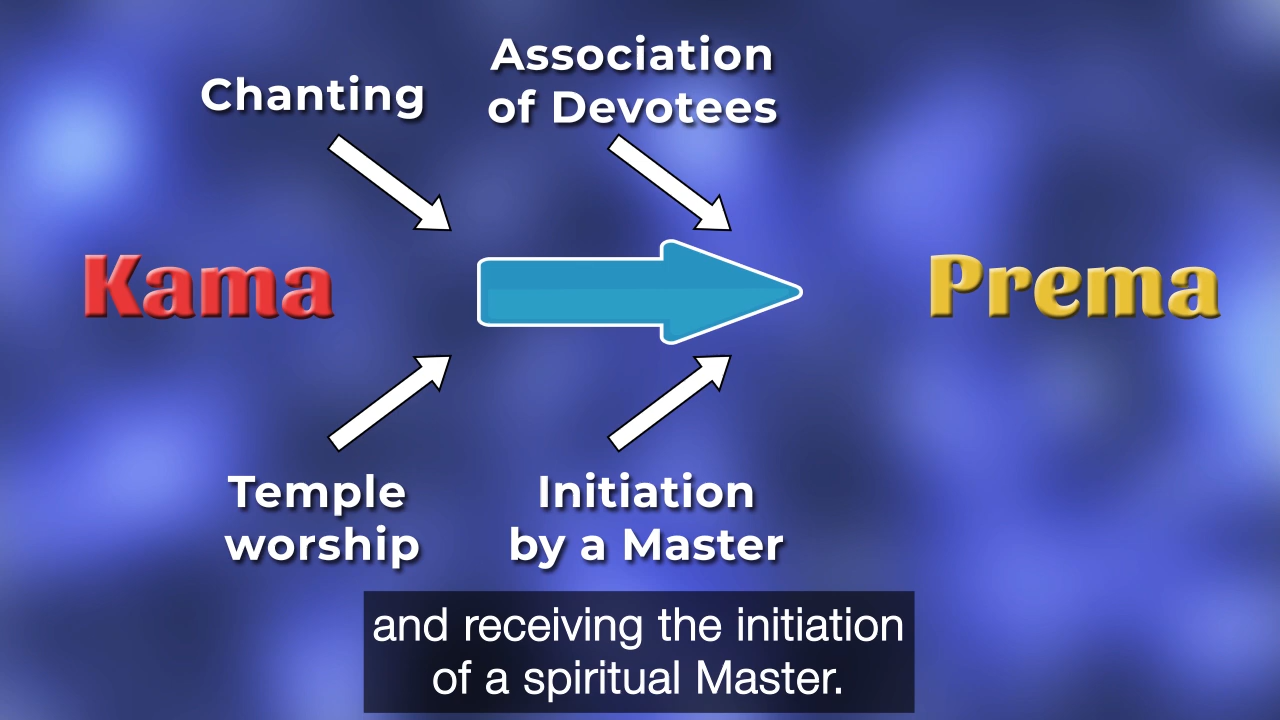 Chanting
Association
of Devotees
Kama
Prema
Temple
worship
Initiation
by a Master
and receiving the initiation
of a spiritual Master.